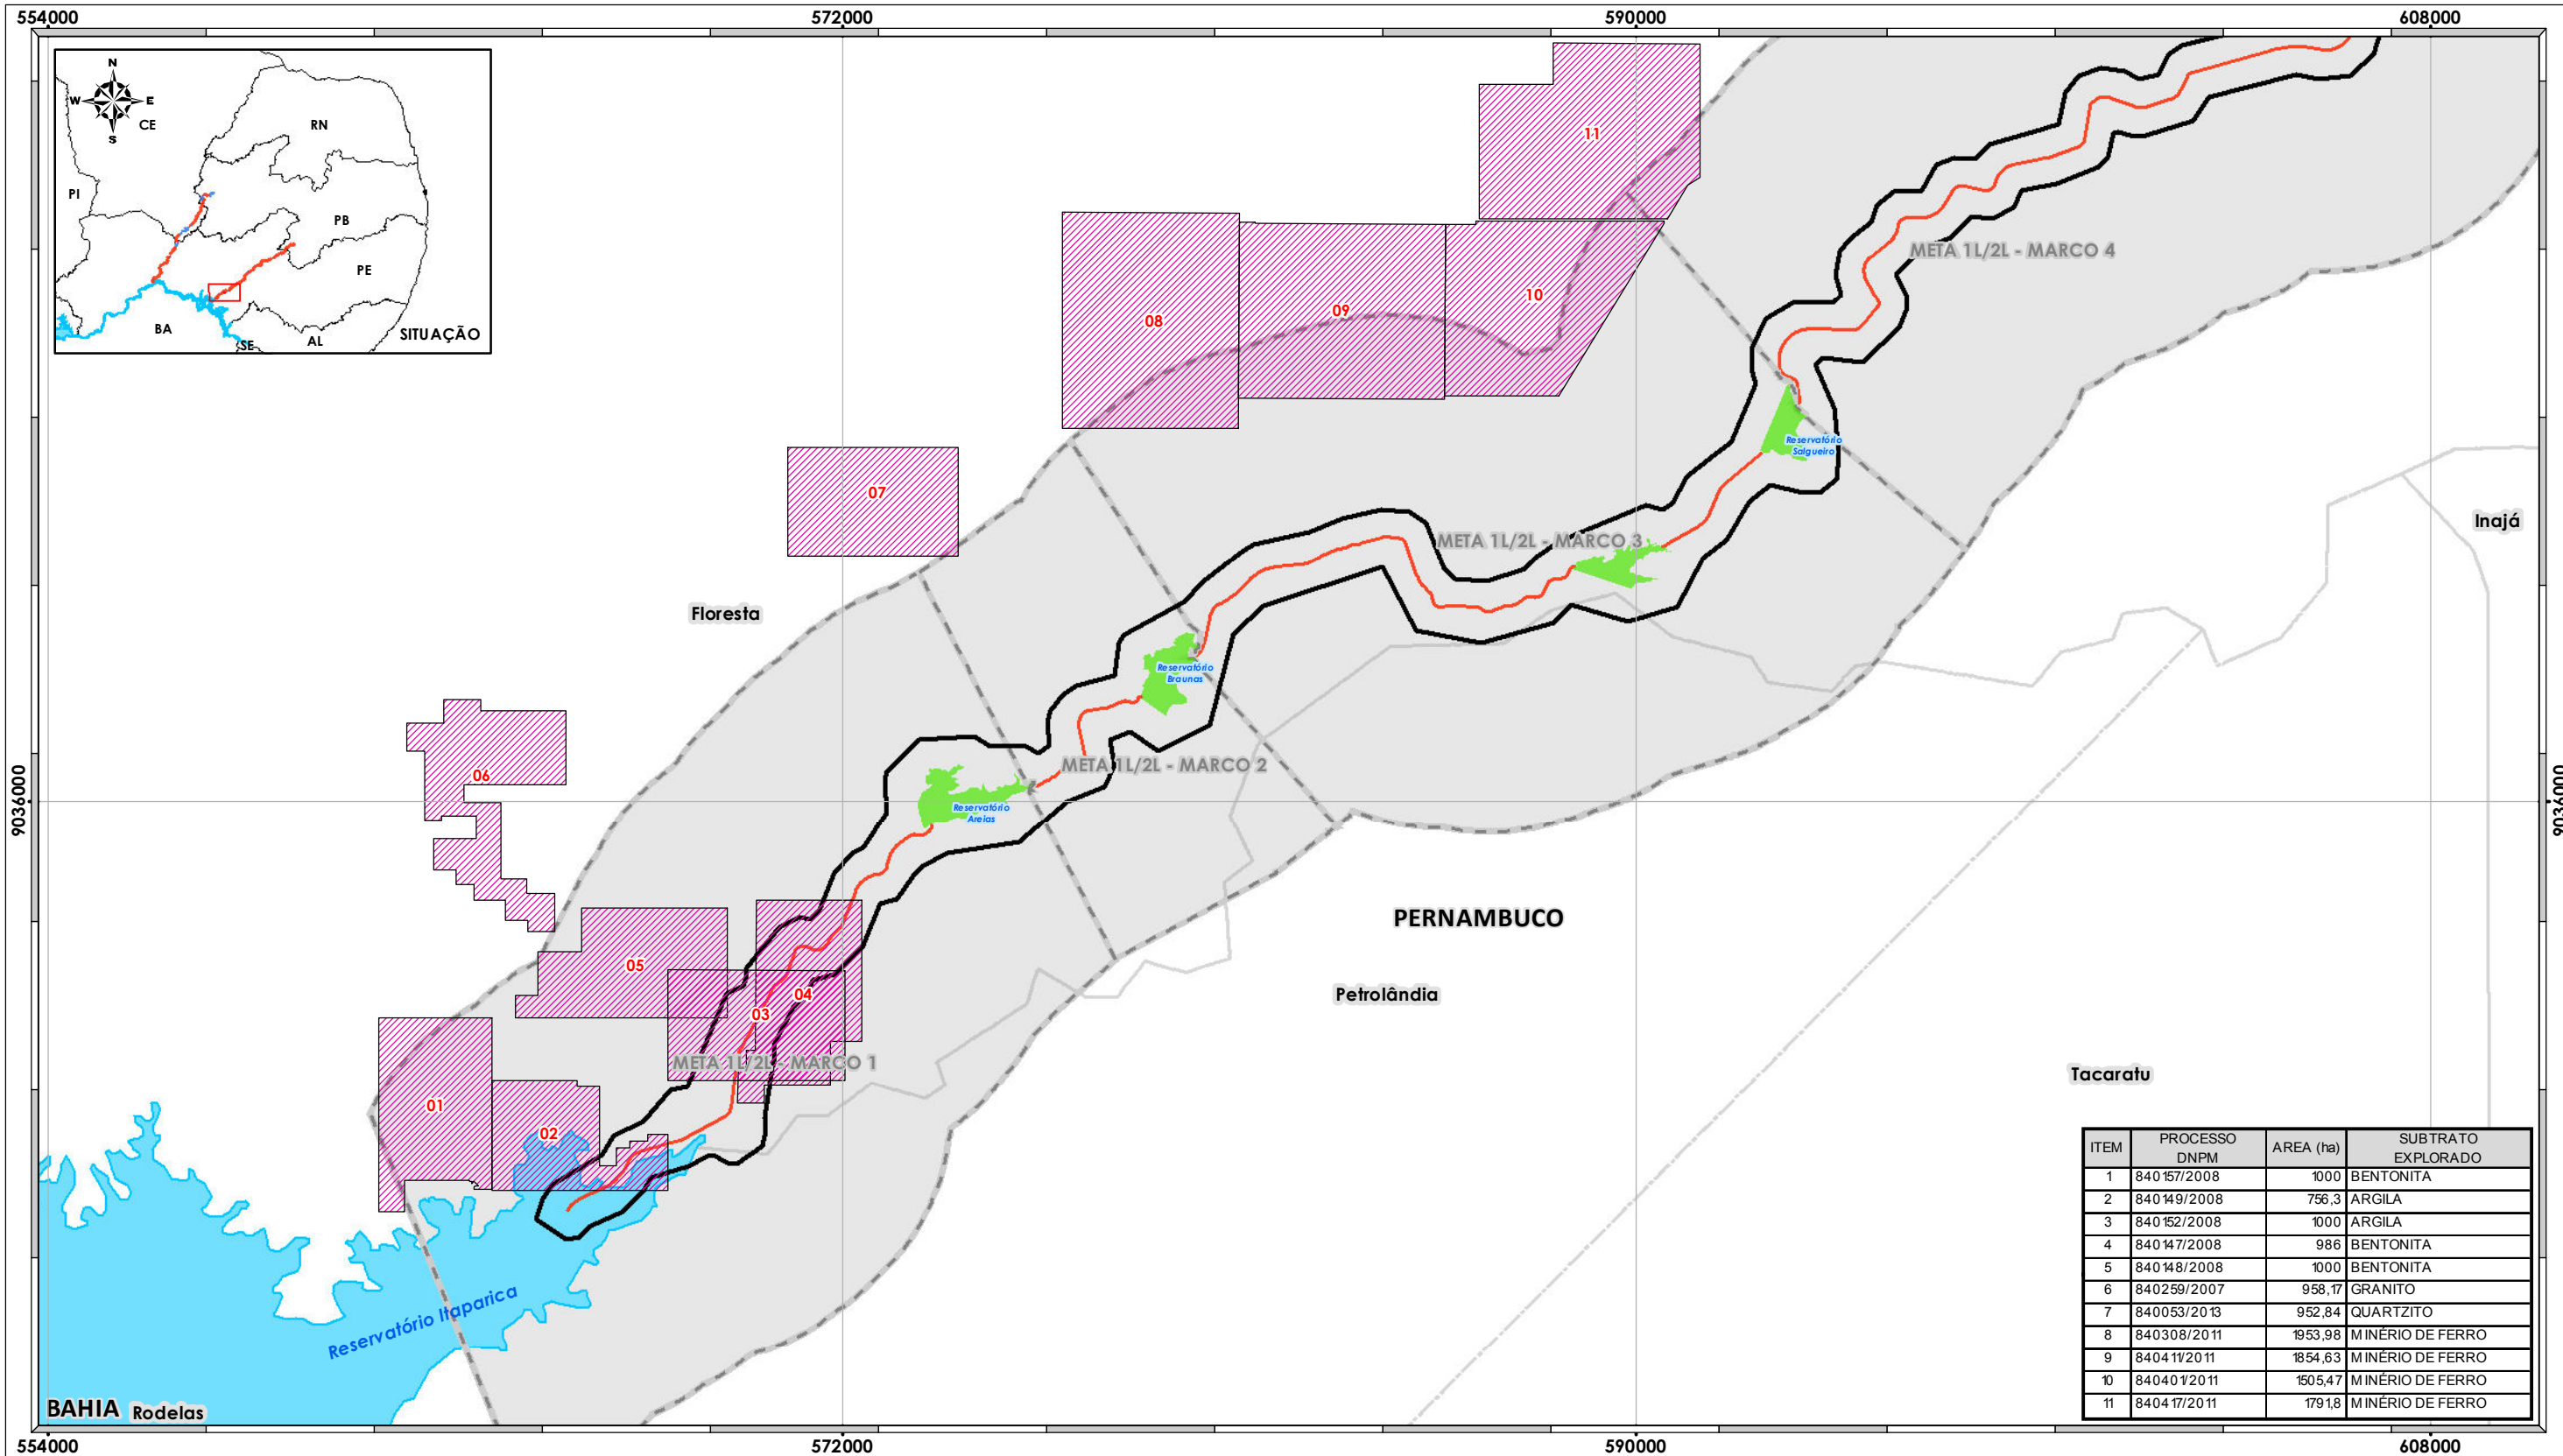 554000 572000 590000 608000
N
W E
S
CE
RN
PI
PB
PE
BA
SE
AL
SITUAÇÃO
11
META 1L/2L - MARCO 4
10
09
08
Reservatório
Salgueiro
07
Inajá
META 1L/2L - MARCO 3
Floresta
Reservatório
Braunas
META 1L/2L - MARCO 2
06
9036000
9036000
Reservatório
Areias
PERNAMBUCO
05
04
03
Petrolândia
META 1L/2L - MARCO 1
Tacaratu
01
02
Reservatório Itaparica
BAHIA Rodelas
ITEM PROCESSO DNPM AREA (ha) SUBTRATO EXPLORADO
1 840157/2008 1000 BENTONITA
2 840149/2008 756,3 ARGILA
3 840152/2008 1000 ARGILA
4 840147/2008 986 BENTONITA
5 840148/2008 1000 BENTONITA
6 840259/2007 958,17 GRANITO
7 840053/2013 952,84 QUARTZITO
8 840308/2011 1953,98 MINÉRIO DE FERRO
9 840411/2011 1854,63 MINÉRIO DE FERRO
10 840401/2011 1505,47 MINÉRIO DE FERRO
11 840417/2011 1791,8 MINÉRIO DE FERRO
554000 572000 590000 608000